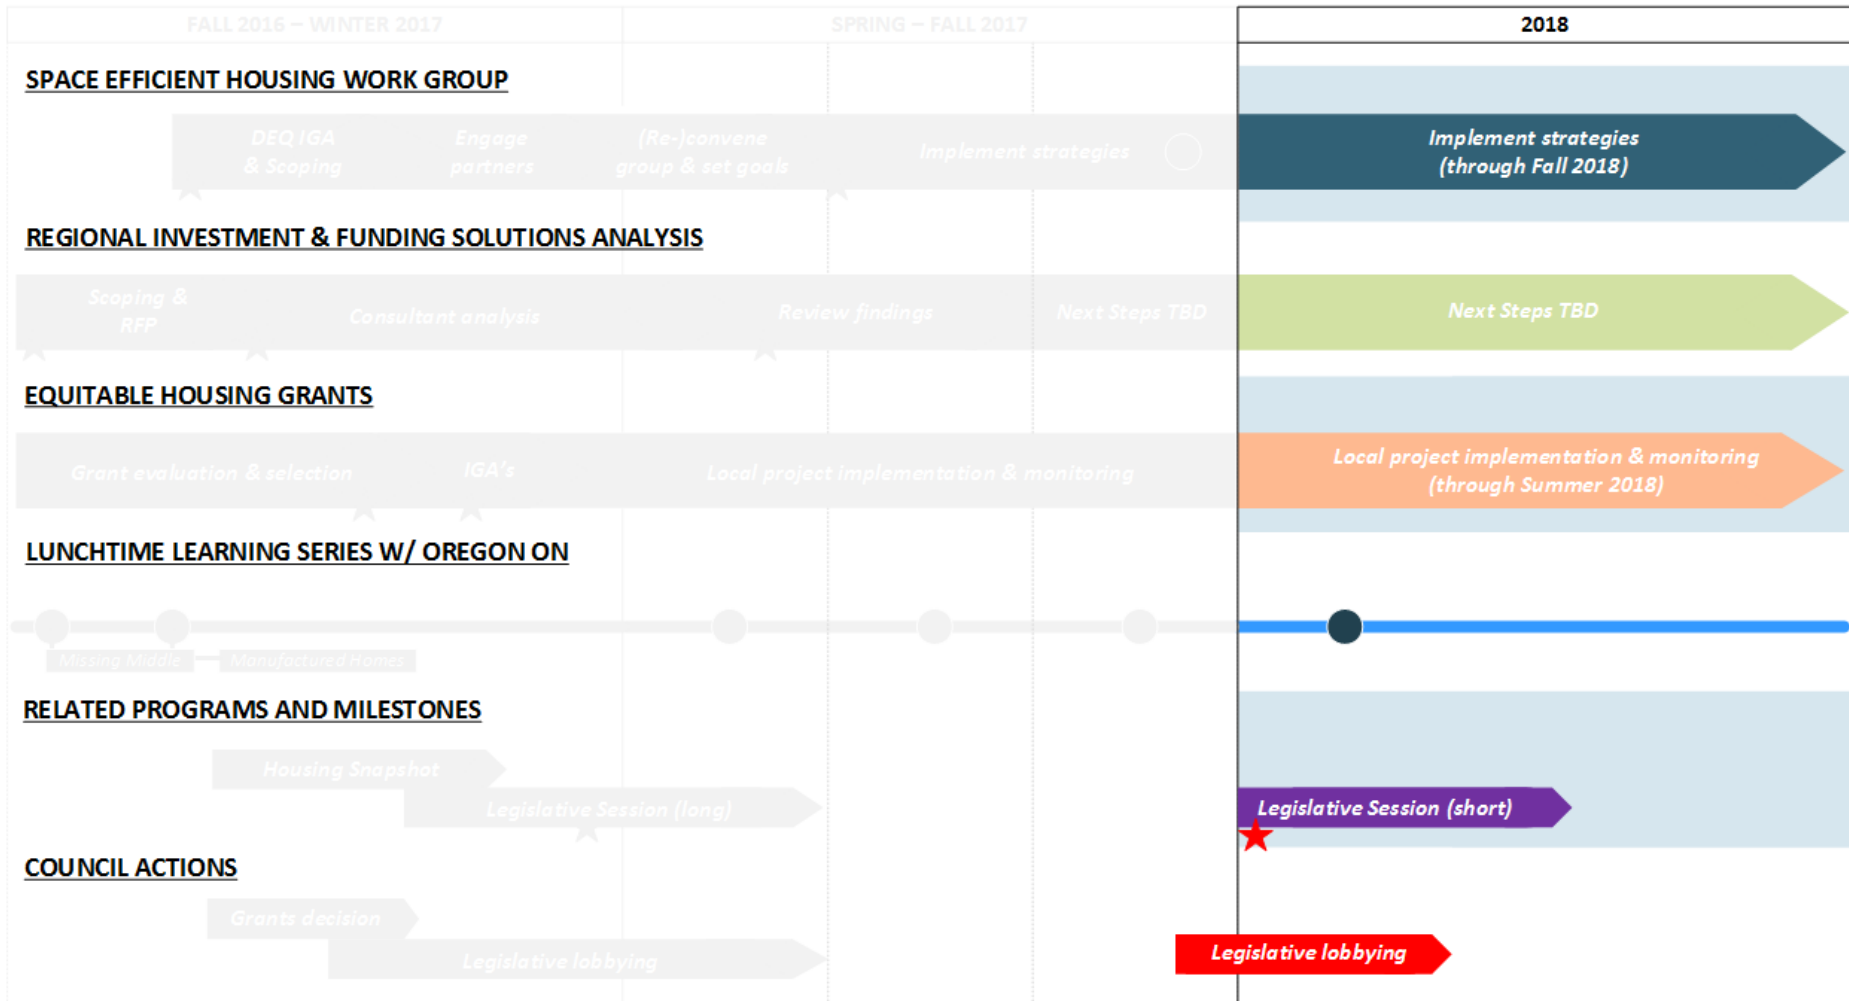 FALL 2016 – WINTER 2017
SPRING – FALL 2017
2018
SPACE EFFICIENT HOUSING WORK GROUP
DEQ IGA
& Scoping
Engage
partners
(Re-)convene
group & set goals
Implement strategies
Implement strategies
(through Fall 2018)
REGIONAL INVESTMENT & FUNDING SOLUTIONS ANALYSIS
Scoping &
RFP
Consultant analysis
Review findings
Next Steps TBD
Next Steps TBD
EQUITABLE HOUSING GRANTS
Grant evaluation & selection
IGA's
Local project implementation & monitoring
Local project implementation & monitoring
(through Summer 2018)
LUNCHTIME LEARNING SERIES W/ OREGON ON
Missing Middle
Manufactured Homes
RELATED PROGRAMS AND MILESTONES
Housing Snapshot
Legislative Session (long)
Legislative Session (short)
COUNCIL ACTIONS
Grants decision
Legislative lobbying
Legislative lobbying